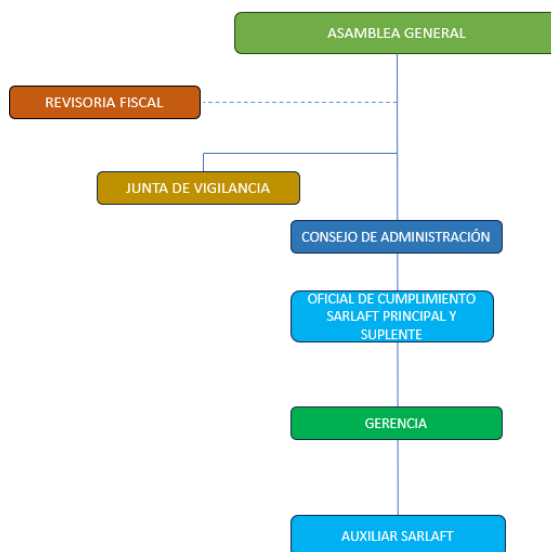 ASAMBLEA GENERAL
REVISORIA FISCAL
JUNTA DE VIGILANCIA
CONSEJO DE ADMINISTRACIÓN
OFICIAL DE CUMPLIMIENTO
SARLAFT PRINCIPAL Y
SUPLENTE
GERENCIA
AUXILIAR SARLAFT